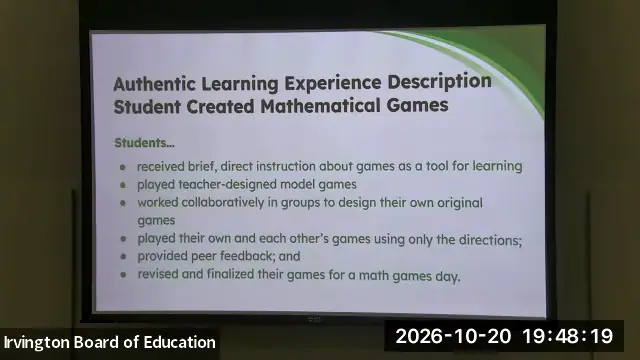 Authentic Learning Experience Description
Student Created Mathematical Games
Students...
● received brief, direct instruction about games as a tool for learning
● played teacher-designed model games
● worked collaboratively in groups to design their own original
games
● played their own and each other's games using only the directions;
● provided peer feedback; and
● revised and finalized their games for a math games day.
Irvington Board of Education
2026-10-20 19:48:19